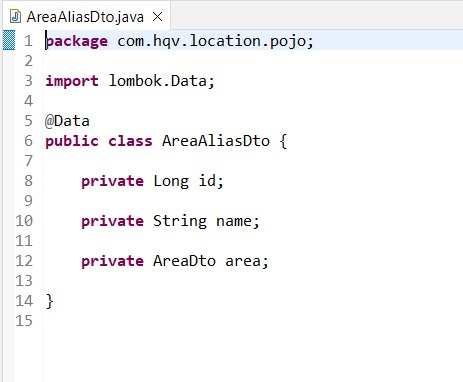 AreaAliasDto.java
1 package com.hqv.location.pojo;
2
3 import lombok.Data;
4
5 @Data
6 public class AreaAliasDto {
7
8     private Long id;
9
10     private String name;
11
12     private AreaDto area;
13
14 }
15